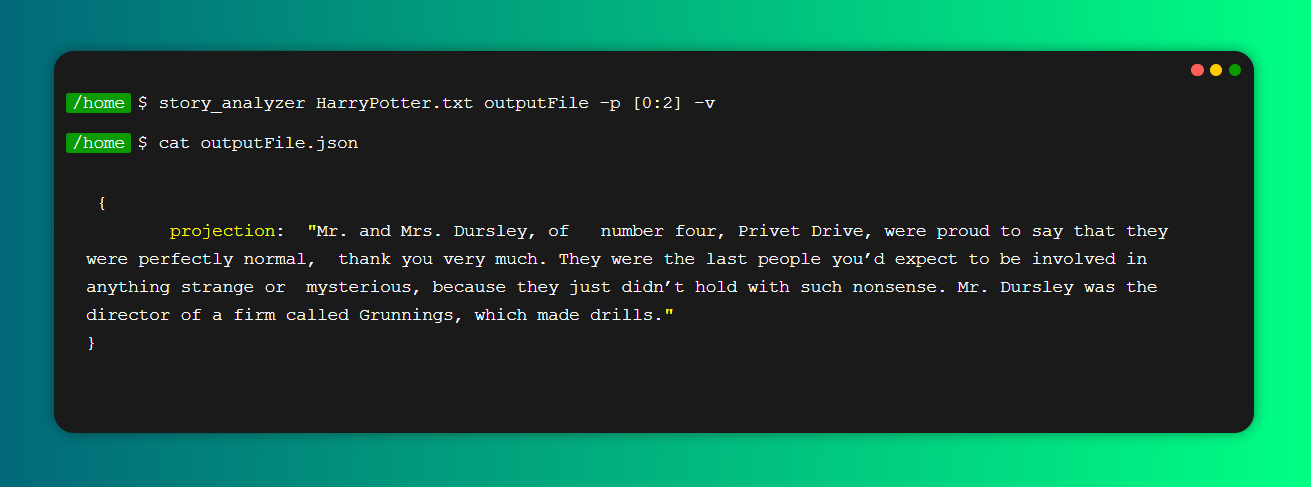 /home $ story_analyzer HarryPotter.txt outputFile -p [0:2] -v
/home $ cat outputFile.json
{
projection: "Mr. and Mrs. Dursley, of number four, Privet Drive, were proud to say that they
were perfectly normal, thank you very much. They were the last people you’d expect to be involved in
anything strange or mysterious, because they just didn’t hold with such nonsense. Mr. Dursley was the
director of a firm called Grunnings, which made drills."
}